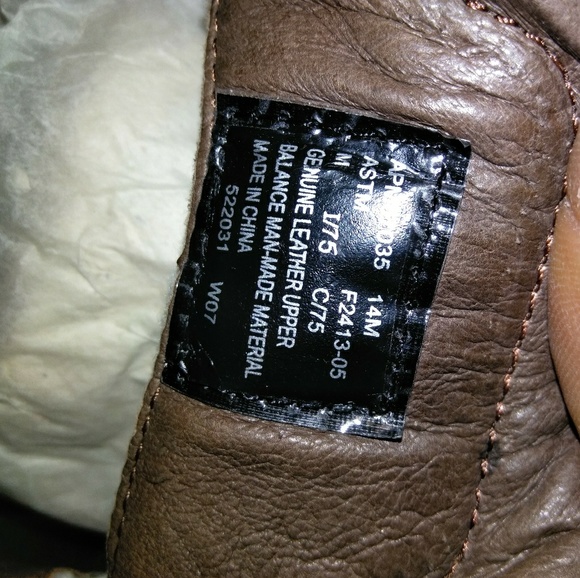 14M
ASTM F2413-05
M I/75 C/75
GENUINE LEATHER UPPER
BALANCE MAN-MADE MATERIAL
MADE IN CHINA
522031 W07